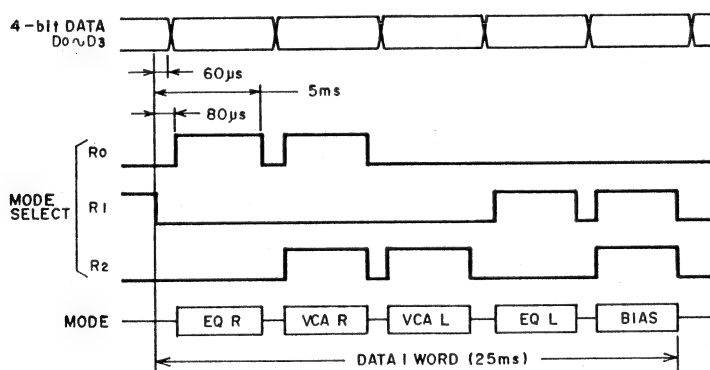 4-bit DATA
D0~D3
60µs
5ms
80µs
R0
MODE
SELECT
R1
R2
MODE
EQ R
VCA R
VCA L
EQ L
BIAS
DATA 1 WORD (25ms)